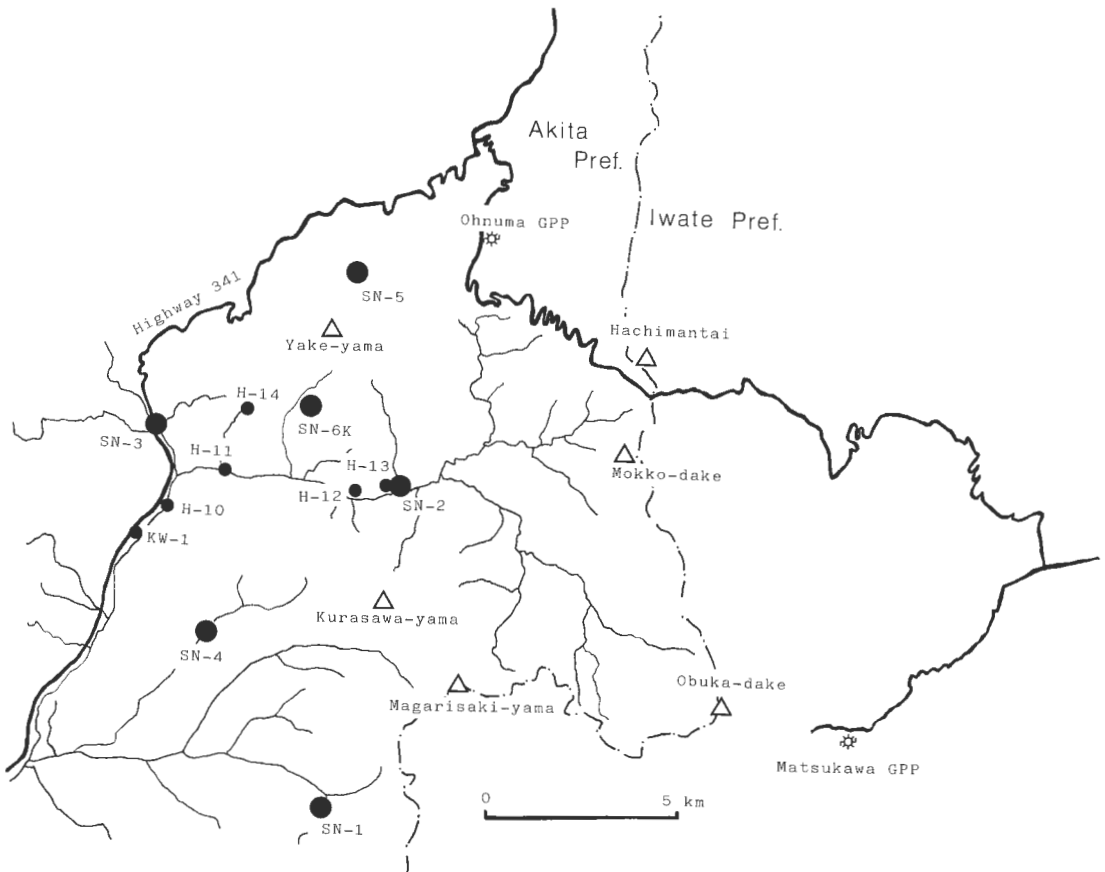 Akita
Pref.
Iwate Pref.
Ohnuma GPP
Highway 341
SN-5
Hachimantai
Yake-yama
H-14
SN-6K
SN-3
H-11
H-13
Mokko-dake
H-12
SN-2
H-10
KW-1
Kurasawa-yama
SN-4
Obuka-dake
Magarisaki-yama
Matsukawa GPP
0 5 km
SN-1